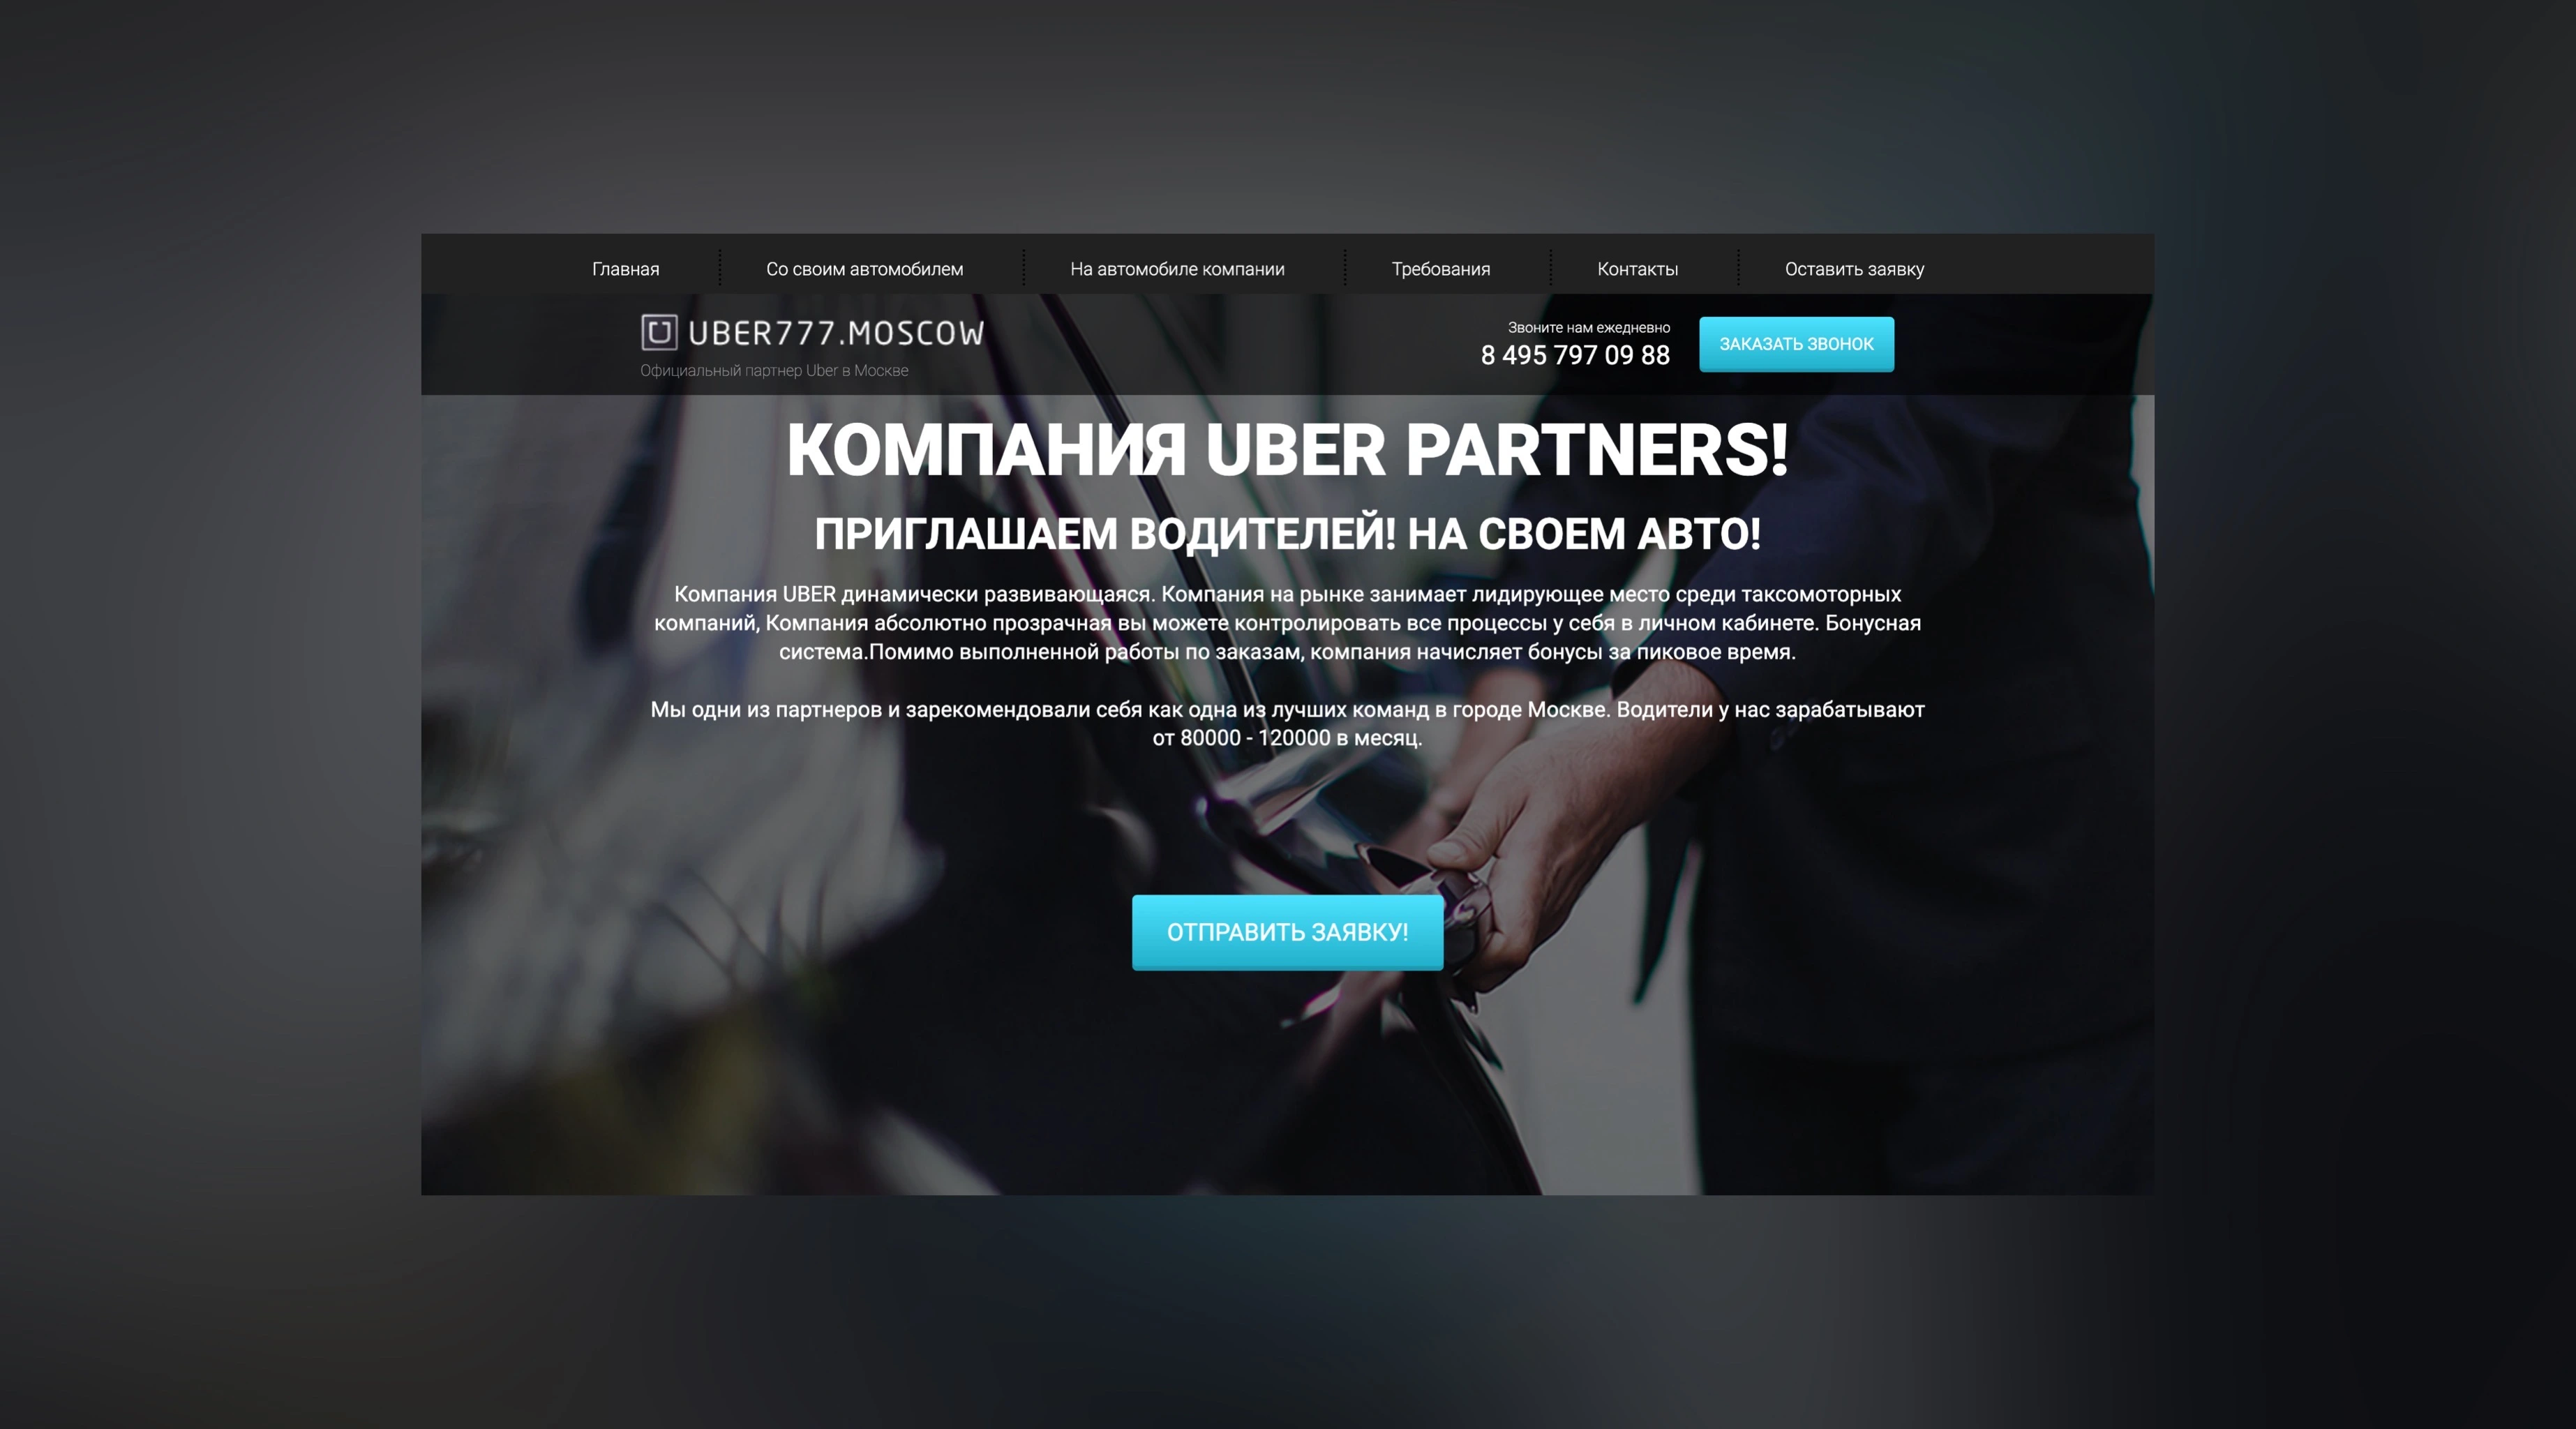 Главная
Со своим автомобилем
На автомобиле компании
Требования
Контакты
Оставить заявку
UBER777.MOSCOW
Официальный партнер Uber в Москве
Звоните нам ежедневно
8 495 797 09 88
ЗАКАЗАТЬ ЗВОНОК
КОМПАНИЯ UBER PARTNERS!
ПРИГЛАШАЕМ ВОДИТЕЛЕЙ! НА СВОЕМ АВТО!
Компания UBER динамически развивающаяся. Компания на рынке занимает лидирующее место среди таксомоторных
компаний, Компания абсолютно прозрачная вы можете контролировать все процессы у себя в личном кабинете. Бонусная
система.Помимо выполненной работы по заказам, компания начисляет бонусы за пиковое время.
Мы одни из партнеров и зарекомендовали себя как одна из лучших команд в городе Москве. Водители у нас зарабатывают
от 80000 - 120000 в месяц.
ОТПРАВИТЬ ЗАЯВКУ!